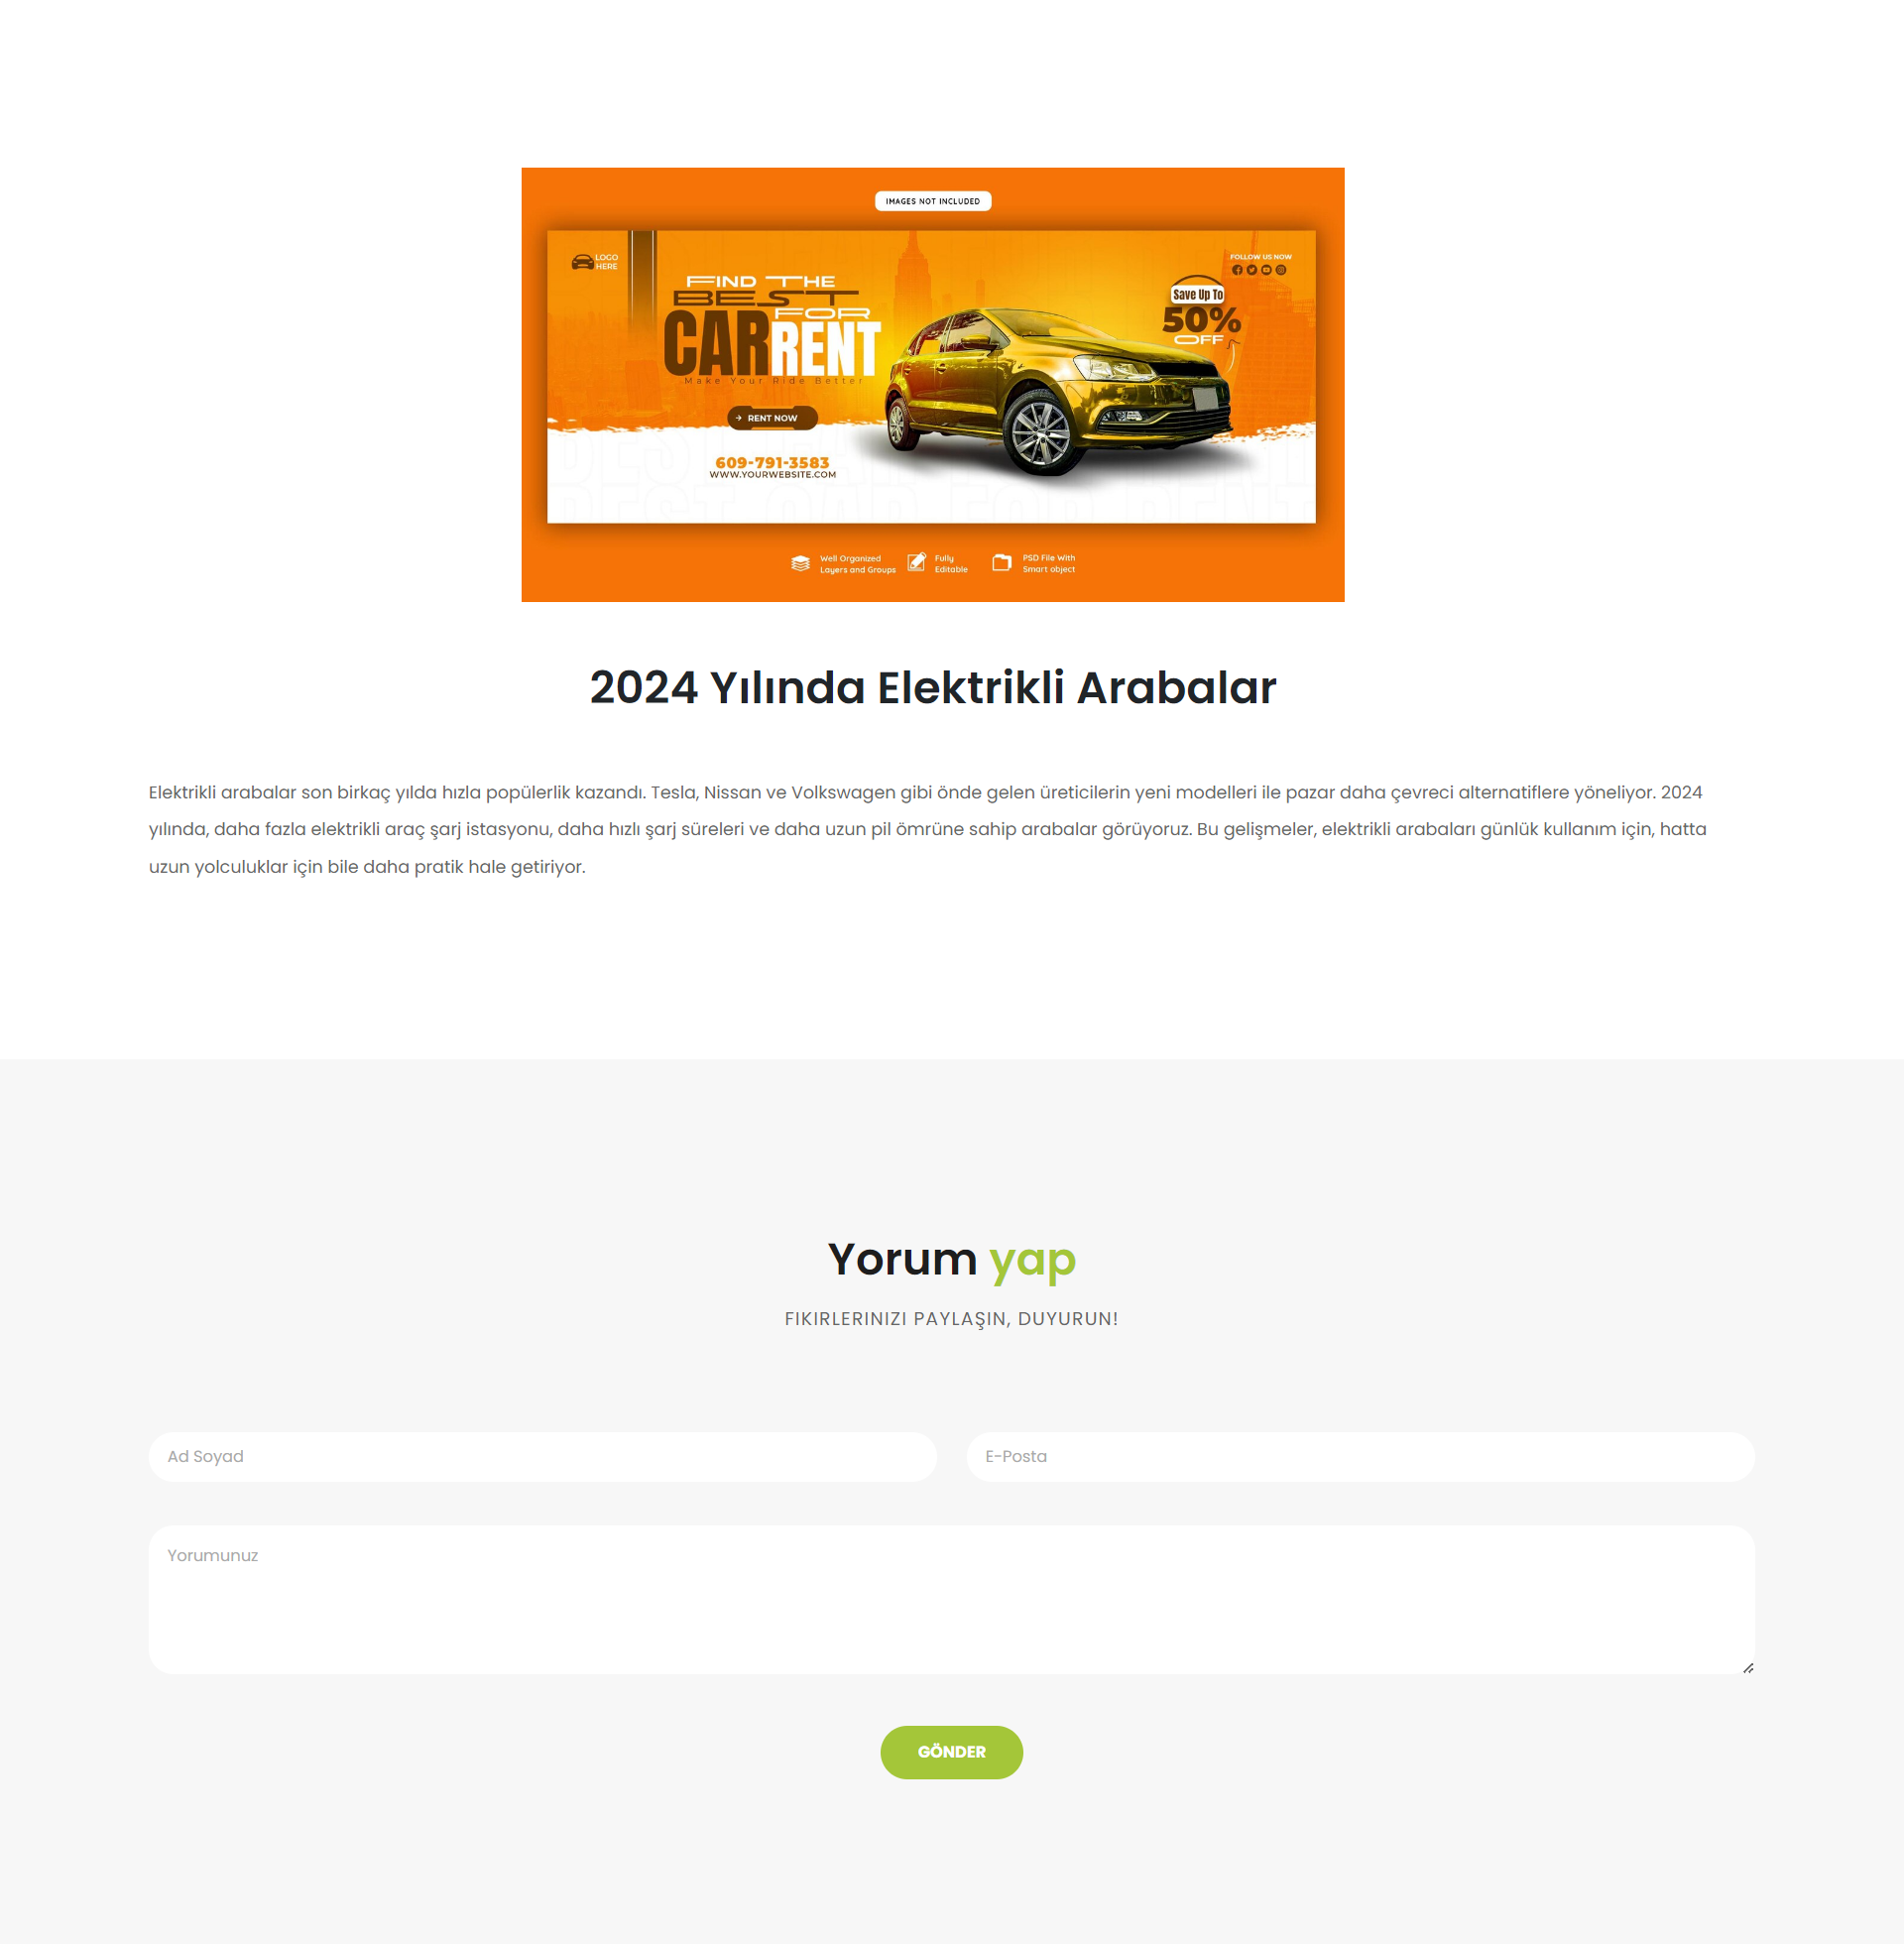 IMAGES NOT INCLUDED
LOGO
HERE
FOLLOW US NOW
FIND THE
BEST
FOR
CAR RENT
Make Your Ride Better
Save Up To
50%
OFF
RENT NOW
609-791-3583
WWW.YOURWEBSITE.COM
Well Organized
Layers and Groups
Fully
Editable
PSD File With
Smart object
2024 Yılında Elektrikli Arabalar
Elektrikli arabalar son birkaç yılda hızla popülerlik kazandı. Tesla, Nissan ve Volkswagen gibi önde gelen üreticilerin yeni modelleri ile pazar daha çevreci alternatiflere yöneliyor. 2024
yılında, daha fazla elektrikli araç şarj istasyonu, daha hızlı şarj süreleri ve daha uzun pil ömrüne sahip arabalar görüyoruz. Bu gelişmeler, elektrikli arabaları günlük kullanım için, hatta
uzun yolculuklar için bile daha pratik hale getiriyor.
Yorum yap
FIKIRLERINIZI PAYLAŞIN, DUYURUN!
Ad Soyad
E-Posta
Yorumunuz
GÖNDER